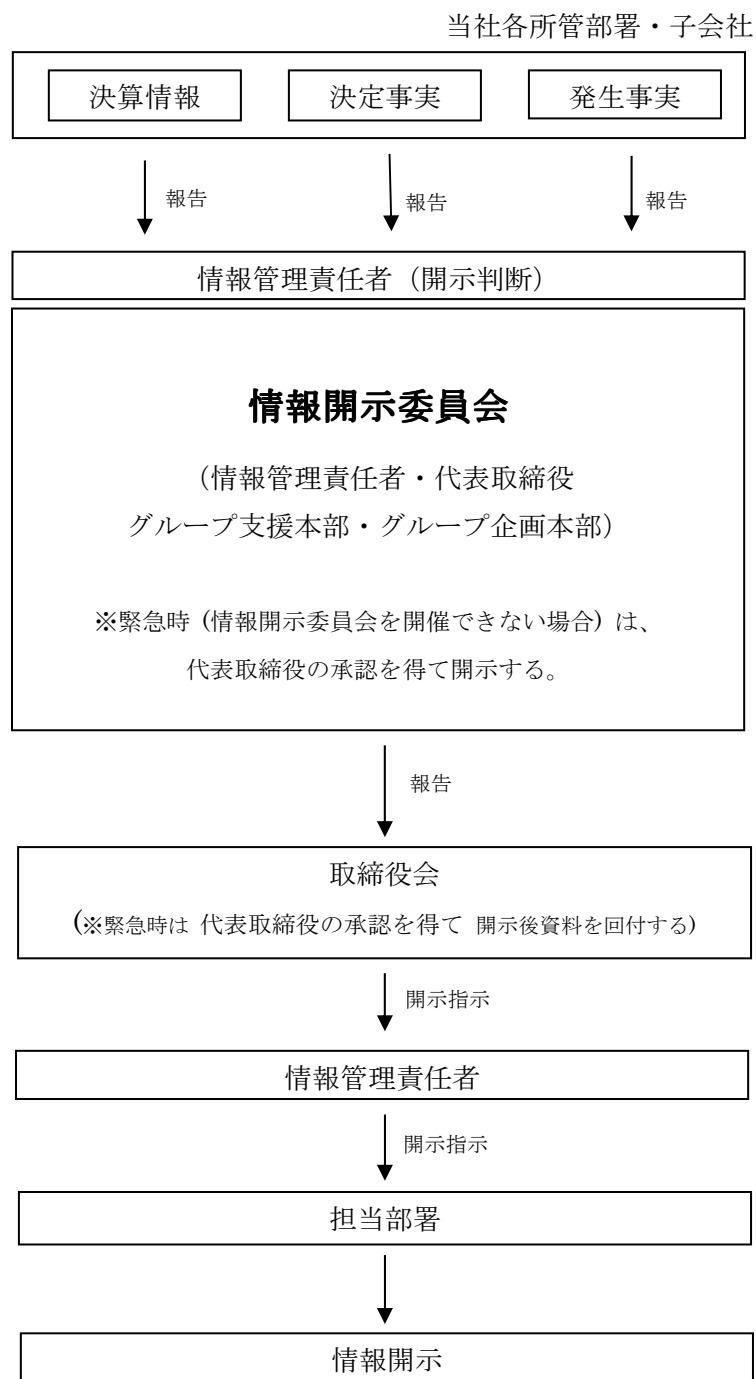 当社各所管部署・子会社
決算情報 決定事実 発生事実
報告 報告 報告
情報管理責任者（開示判断）
情報開示委員会
（情報管理責任者・代表取締役
グループ支援本部・グループ企画本部）
※緊急時（情報開示委員会を開催できない場合）は、
代表取締役の承認を得て開示する。
報告
取締役会
（※緊急時は 代表取締役の承認を得て 開示後資料を回付する）
開示指示
情報管理責任者
開示指示
担当部署
情報開示